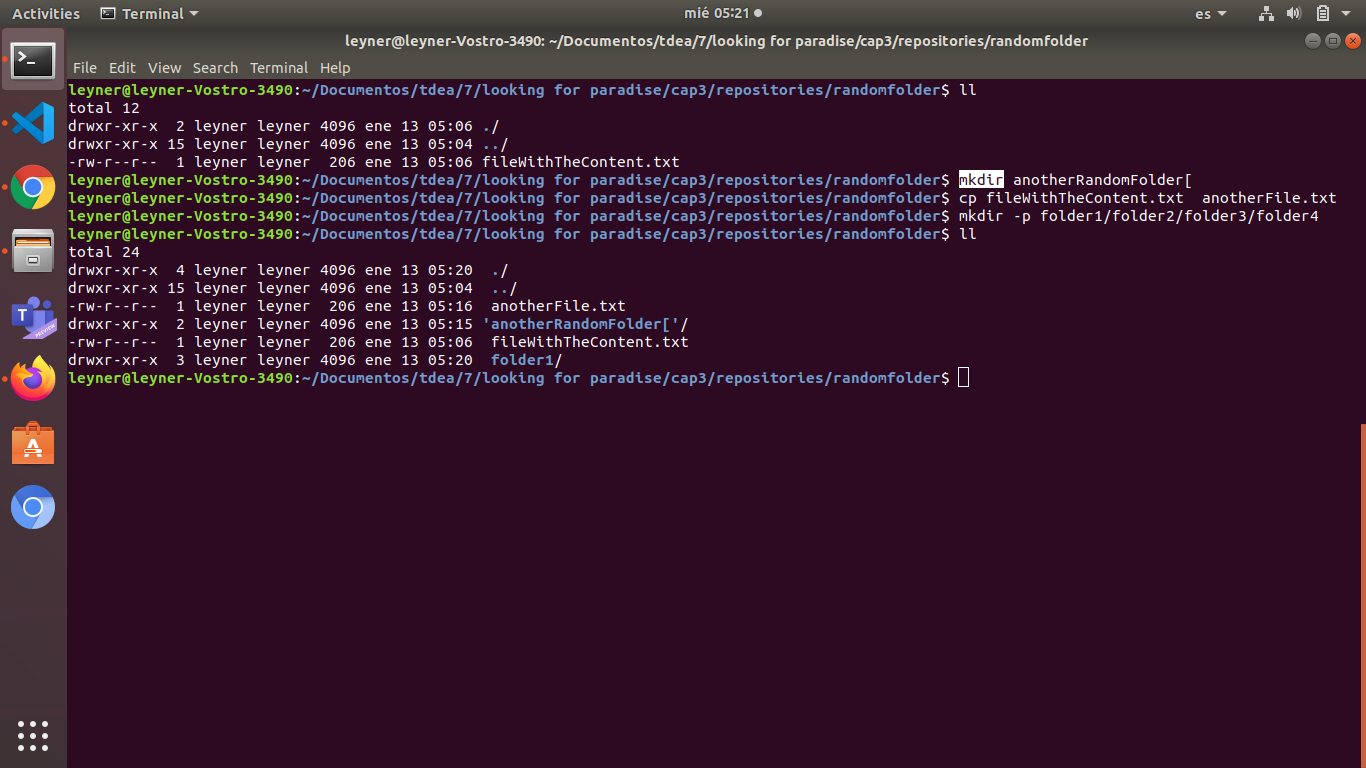 Activities Terminal mié 05:21 es
leyner@leyner-Vostro-3490: ~/Documentos/tdea/7/looking for paradise/cap3/repositories/randomfolder
File Edit View Search Terminal Help
leyner@leyner-Vostro-3490:~/Documentos/tdea/7/looking for paradise/cap3/repositories/randomfolder$ ll
total 12
drwxr-xr-x  2 leyner leyner 4096 ene 13 05:06 ./
drwxr-xr-x 15 leyner leyner 4096 ene 13 05:04 ../
-rw-r--r--  1 leyner leyner  206 ene 13 05:06 fileWithTheContent.txt
leyner@leyner-Vostro-3490:~/Documentos/tdea/7/looking for paradise/cap3/repositories/randomfolder$ mkdir anotherRandomFolder[
leyner@leyner-Vostro-3490:~/Documentos/tdea/7/looking for paradise/cap3/repositories/randomfolder$ cp fileWithTheContent.txt  anotherFile.txt
leyner@leyner-Vostro-3490:~/Documentos/tdea/7/looking for paradise/cap3/repositories/randomfolder$ mkdir -p folder1/folder2/folder3/folder4
leyner@leyner-Vostro-3490:~/Documentos/tdea/7/looking for paradise/cap3/repositories/randomfolder$ ll
total 24
drwxr-xr-x  4 leyner leyner 4096 ene 13 05:20  ./
drwxr-xr-x 15 leyner leyner 4096 ene 13 05:04  ../
-rw-r--r--  1 leyner leyner  206 ene 13 05:16  anotherFile.txt
drwxr-xr-x  2 leyner leyner 4096 ene 13 05:15 'anotherRandomFolder['/
-rw-r--r--  1 leyner leyner  206 ene 13 05:06  fileWithTheContent.txt
drwxr-xr-x  3 leyner leyner 4096 ene 13 05:20  folder1/
leyner@leyner-Vostro-3490:~/Documentos/tdea/7/looking for paradise/cap3/repositories/randomfolder$
T
PREVIEW